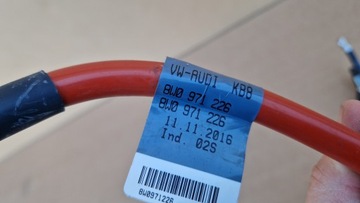 VW-AUDI KBB
8W0 971 226
8W0 971 226
11.11.2016
Ind. 02S
8W0971226